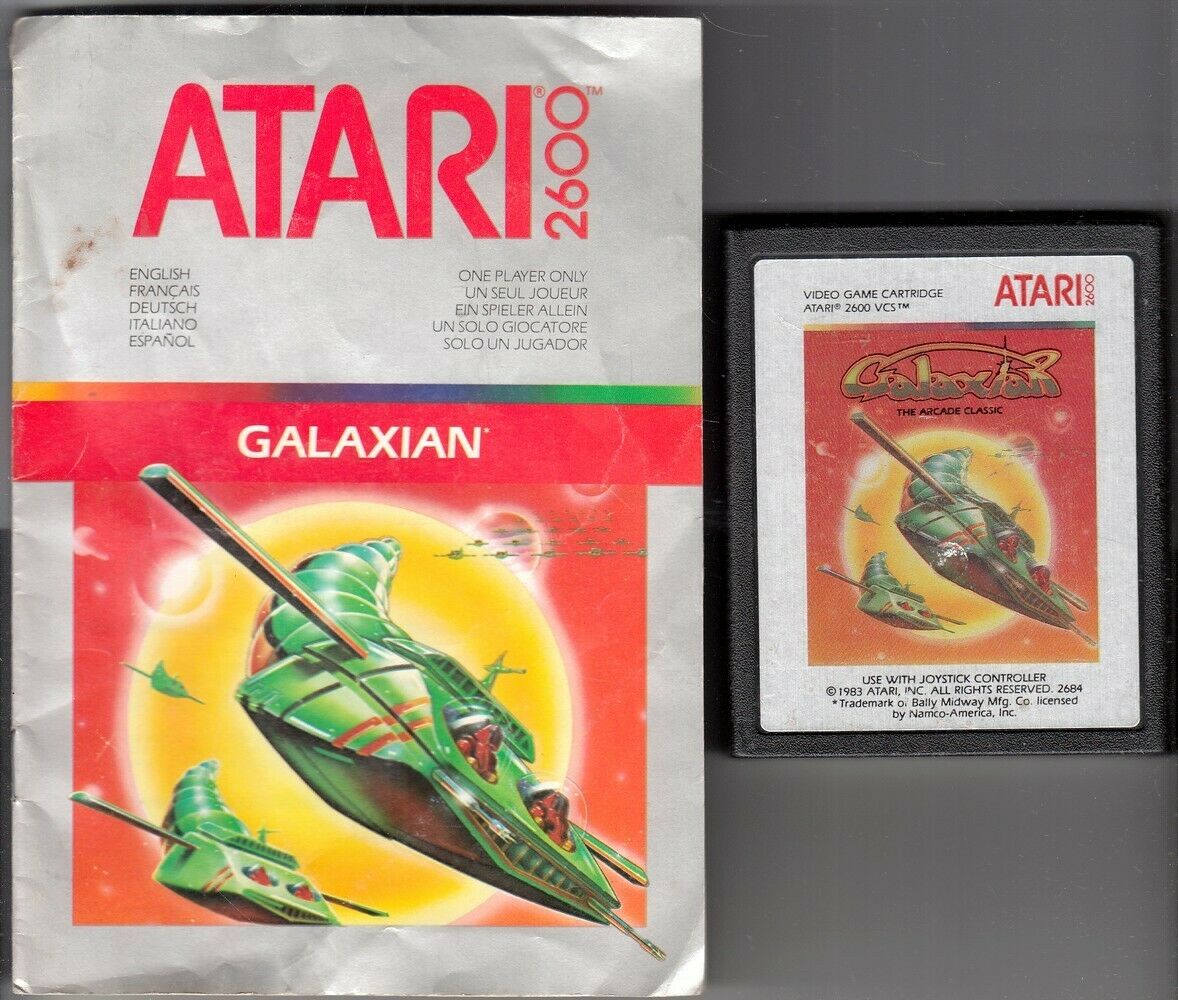 ATARI® 2600™
ENGLISH
FRANÇAIS
DEUTSCH
ITALIANO
ESPAÑOL
ONE PLAYER ONLY
UN SEUL JOUEUR
EIN SPIELER ALLEIN
UN SOLO GIOCATORE
SOLO UN JUGADOR
GALAXIAN*
VIDEO GAME CARTRIDGE
ATARI® 2600 VCS™
ATARI 2600
Galaxian
THE ARCADE CLASSIC
USE WITH JOYSTICK CONTROLLER
© 1983 ATARI, INC. ALL RIGHTS RESERVED. 2684
*Trademark of Bally Midway Mfg. Co. licensed
by Namco-America, Inc.